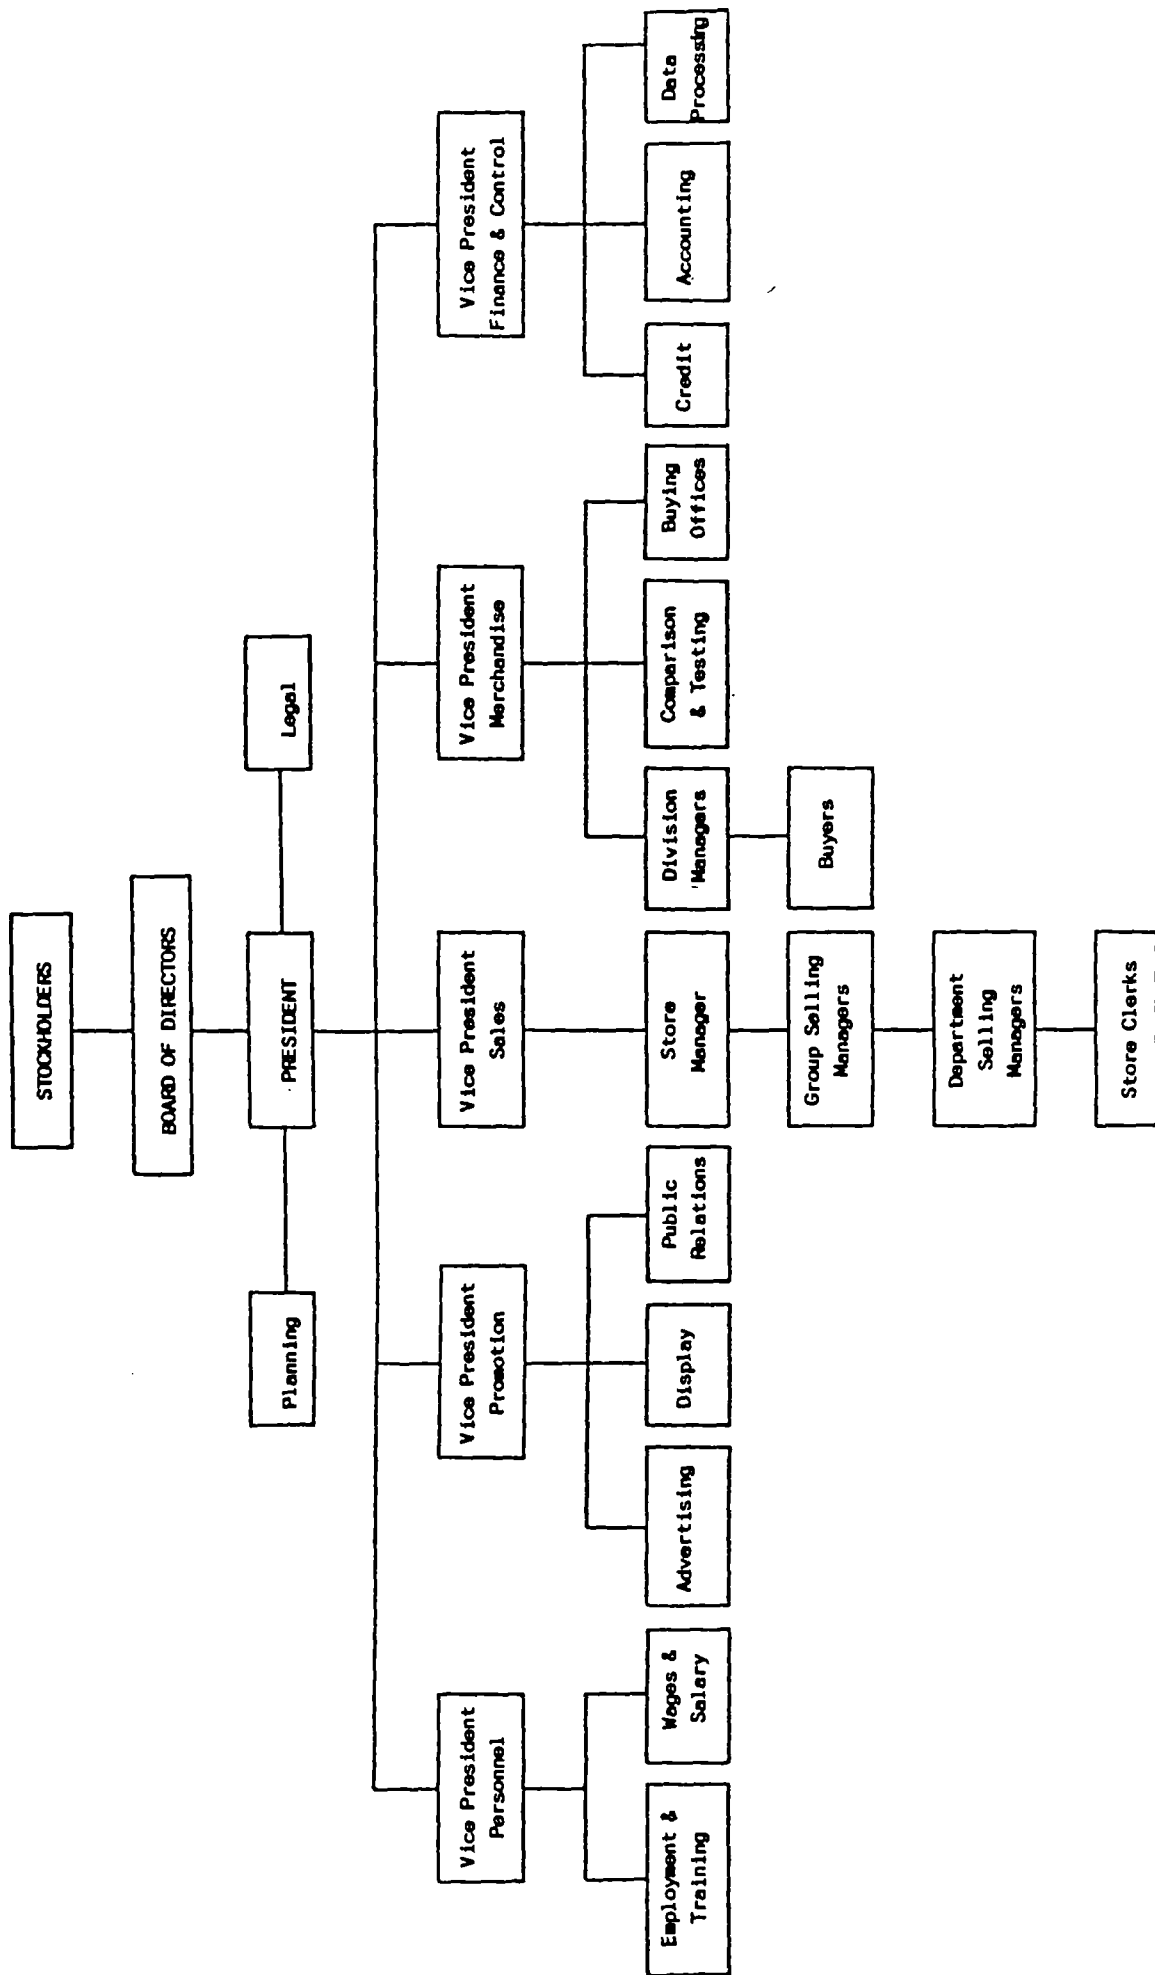 STOCKHOLDERS
BOARD OF DIRECTORS
Planning
PRESIDENT
Legal
Vice President
Personnel
Vice President
Promotion
Vice President
Sales
Vice President
Merchandise
Vice President
Finance & Control
Employment &
Training
Wages &
Salary
Advertising
Display
Public
Relations
Store
Manager
Division
Managers
Comparison
& Testing
Buying
Offices
Credit
Accounting
Data
Processing
Group Selling
Managers
Buyers
Department
Selling
Managers
Store Clerks